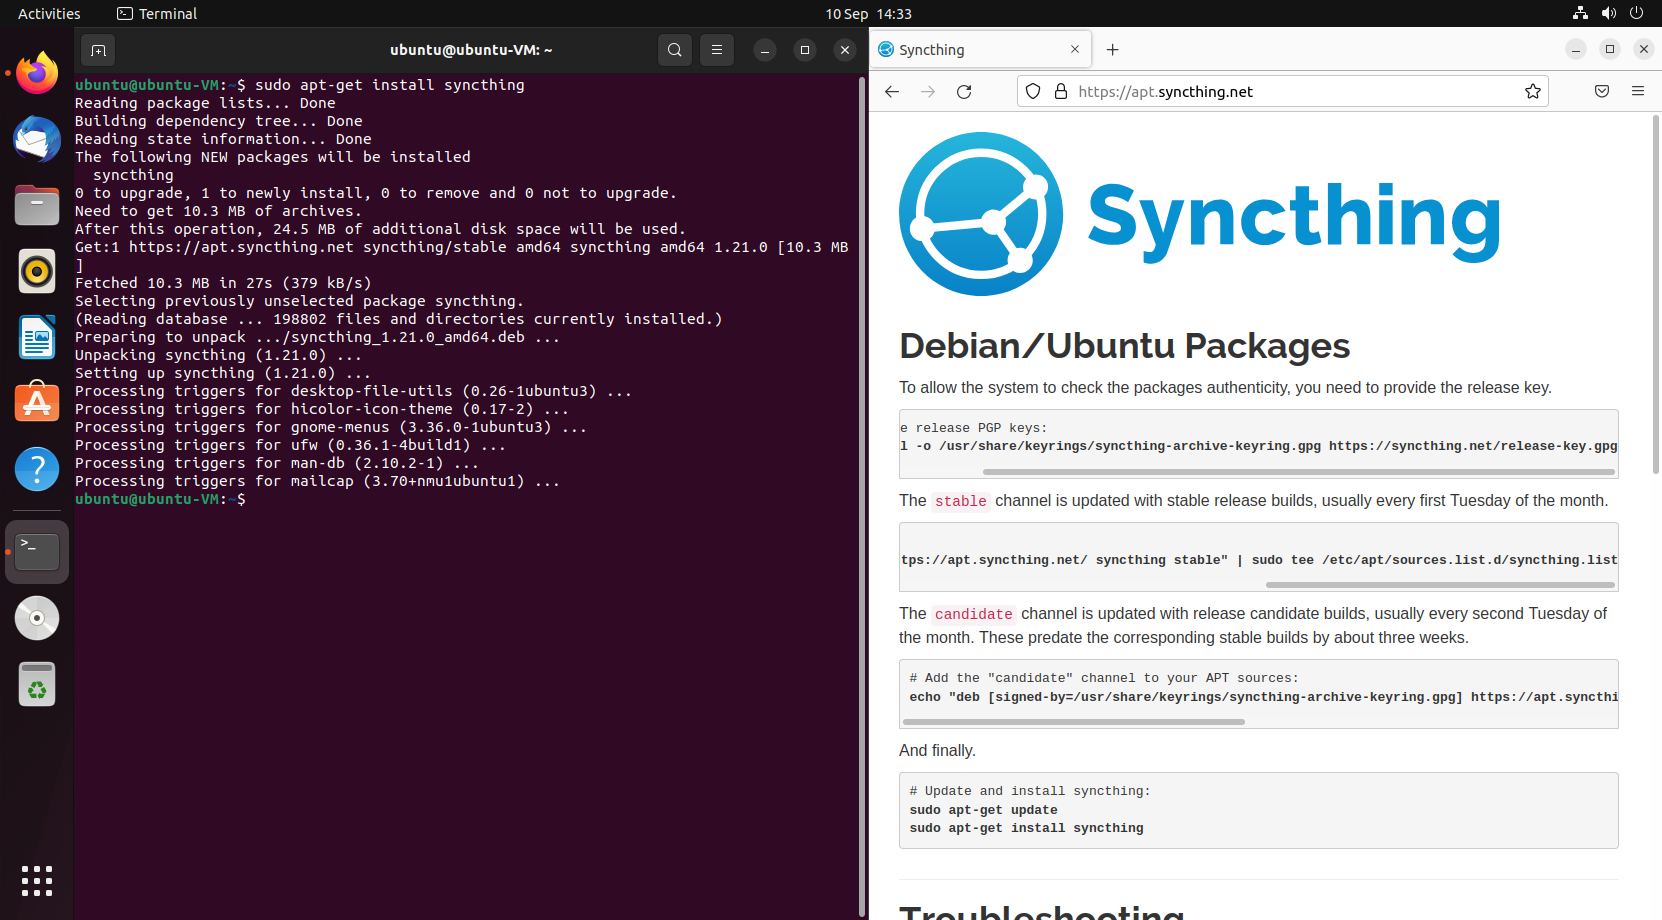 Activities
Terminal
10 Sep 14:33
ubuntu@ubuntu-VM: ~
ubuntu@ubuntu-VM:~$ sudo apt-get install syncthing
Reading package lists... Done
Building dependency tree... Done
Reading state information... Done
The following NEW packages will be installed
syncthing
0 to upgrade, 1 to newly install, 0 to remove and 0 not to upgrade.
Need to get 10.3 MB of archives.
After this operation, 24.5 MB of additional disk space will be used.
Get:1 https://apt.syncthing.net syncthing/stable amd64 syncthing amd64 1.21.0 [10.3 MB
]
Fetched 10.3 MB in 27s (379 kB/s)
Selecting previously unselected package syncthing.
(Reading database ... 198802 files and directories currently installed.)
Preparing to unpack .../syncthing_1.21.0_amd64.deb ...
Unpacking syncthing (1.21.0) ...
Setting up syncthing (1.21.0) ...
Processing triggers for desktop-file-utils (0.26-1ubuntu3) ...
Processing triggers for hicolor-icon-theme (0.17-2) ...
Processing triggers for gnome-menus (3.36.0-1ubuntu3) ...
Processing triggers for ufw (0.36.1-4build1) ...
Processing triggers for man-db (2.10.2-1) ...
Processing triggers for mailcap (3.70+nmu1ubuntu1) ...
ubuntu@ubuntu-VM:~$
Syncthing
https://apt.syncthing.net
Syncthing
Debian/Ubuntu Packages
To allow the system to check the packages authenticity, you need to provide the release key.
e release PGP keys:
l -o /usr/share/keyrings/syncthing-archive-keyring.gpg https://syncthing.net/release-key.gpg
The stable channel is updated with stable release builds, usually every first Tuesday of the month.
tps://apt.syncthing.net/ syncthing stable" | sudo tee /etc/apt/sources.list.d/syncthing.list
The candidate channel is updated with release candidate builds, usually every second Tuesday of
the month. These predate the corresponding stable builds by about three weeks.
# Add the "candidate" channel to your APT sources:
echo "deb [signed-by=/usr/share/keyrings/syncthing-archive-keyring.gpg] https://apt.syncthi
And finally.
# Update and install syncthing:
sudo apt-get update
sudo apt-get install syncthing
Troubleshooting